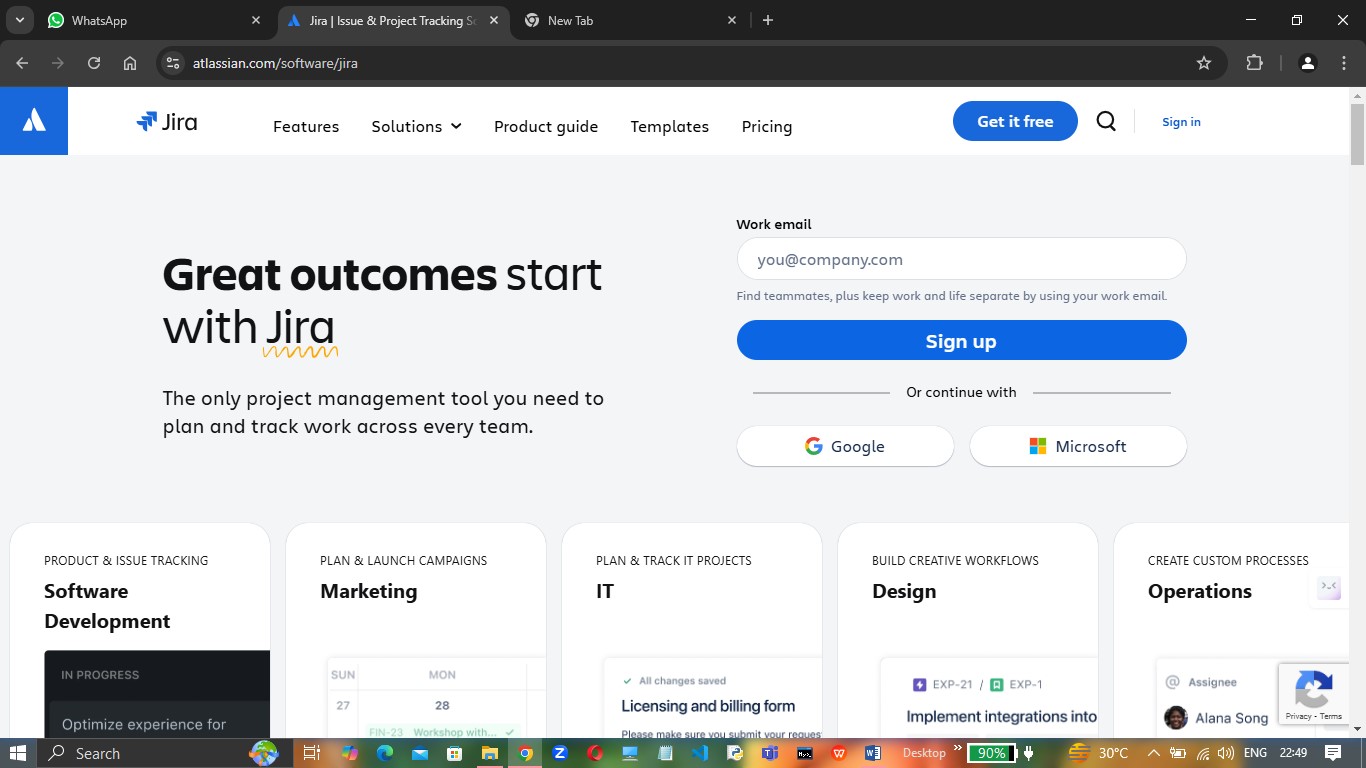 WhatsApp
Jira | Issue & Project Tracking So
New Tab
atlassian.com/software/jira
Jira
Features
Solutions
Product guide
Templates
Pricing
Get it free
Sign in
Great outcomes start
with Jira
The only project management tool you need to
plan and track work across every team.
Work email
you@company.com
Find teammates, plus keep work and life separate by using your work email.
Sign up
Or continue with
Google
Microsoft
PRODUCT & ISSUE TRACKING
Software
Development
IN PROGRESS
Optimize experience for
PLAN & LAUNCH CAMPAIGNS
Marketing
SUN
MON
27
28
FIN-23 Workshop with...
PLAN & TRACK IT PROJECTS
IT
All changes saved
Licensing and billing form
Please make sure you submit your reques
BUILD CREATIVE WORKFLOWS
Design
EXP-21 / EXP-1
Implement integrations into
CREATE CUSTOM PROCESSES
Operations
Assignee
Alana Song
Privacy - Terms
Search
Desktop
90%
30°C
ENG
22:49